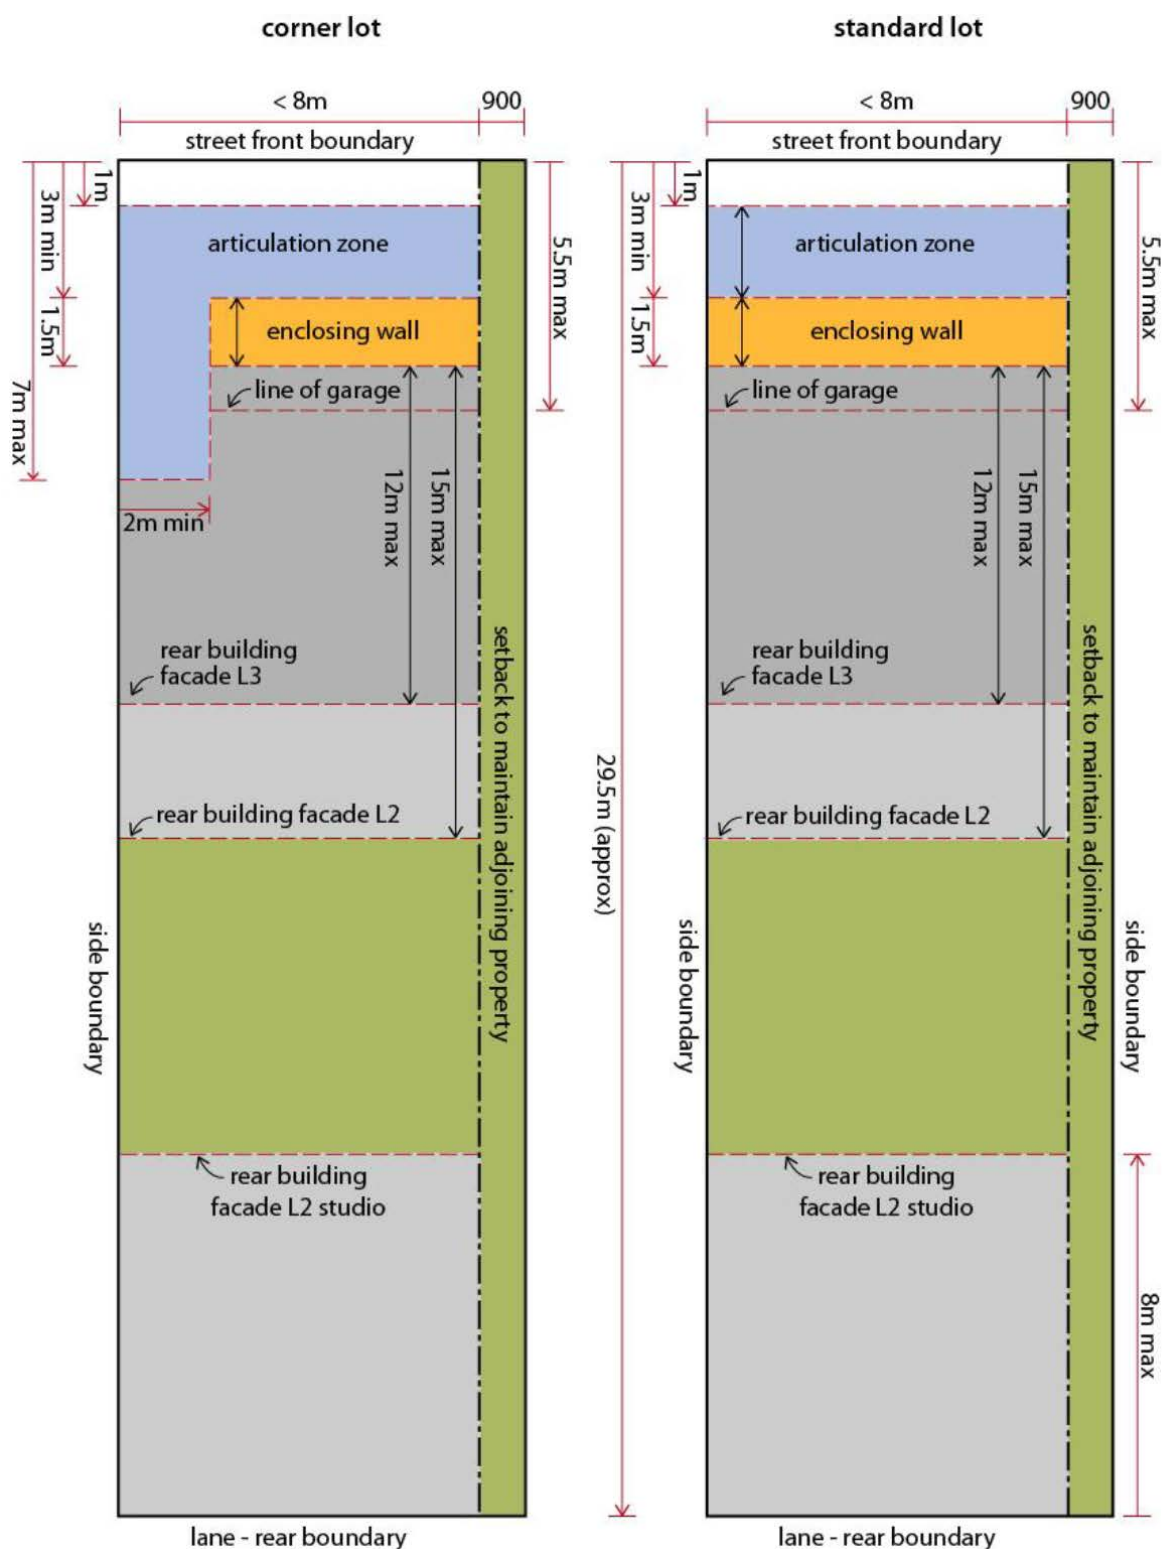 corner lot
< 8m
900
street front boundary
1m
3m min
1.5m
7m max
5.5m max
articulation zone
enclosing wall
line of garage
12m max
15m max
2m min
rear building
facade L3
rear building facade L2
setback to maintain adjoining property
side boundary
rear building
facade L2 studio
lane - rear boundary
29.5m (approx)
standard lot
< 8m
900
street front boundary
1m
3m min
1.5m
5.5m max
articulation zone
enclosing wall
line of garage
12m max
15m max
rear building
facade L3
rear building facade L2
setback to maintain adjoining property
side boundary
side boundary
rear building
facade L2 studio
8m max
lane - rear boundary